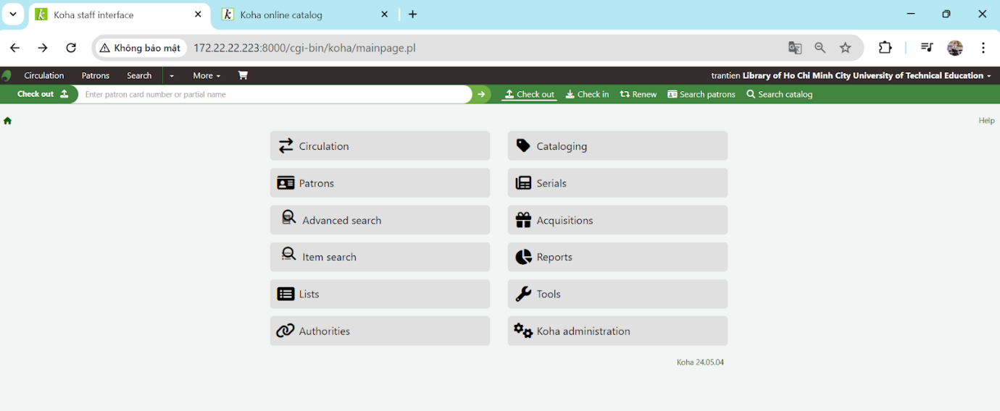 Koha staff interface
Koha online catalog
Không bảo mật 172.22.22.223:8000/cgi-bin/koha/mainpage.pl
Circulation Patrons Search More trantien Library of Ho Chi Minh City University of Technical Education
Check out Enter patron card number or partial name Check out Check in Renew Search patrons Search catalog
Help
Circulation Cataloging
Patrons Serials
Advanced search Acquisitions
Item search Reports
Lists Tools
Authorities Koha administration
Koha 24.05.04